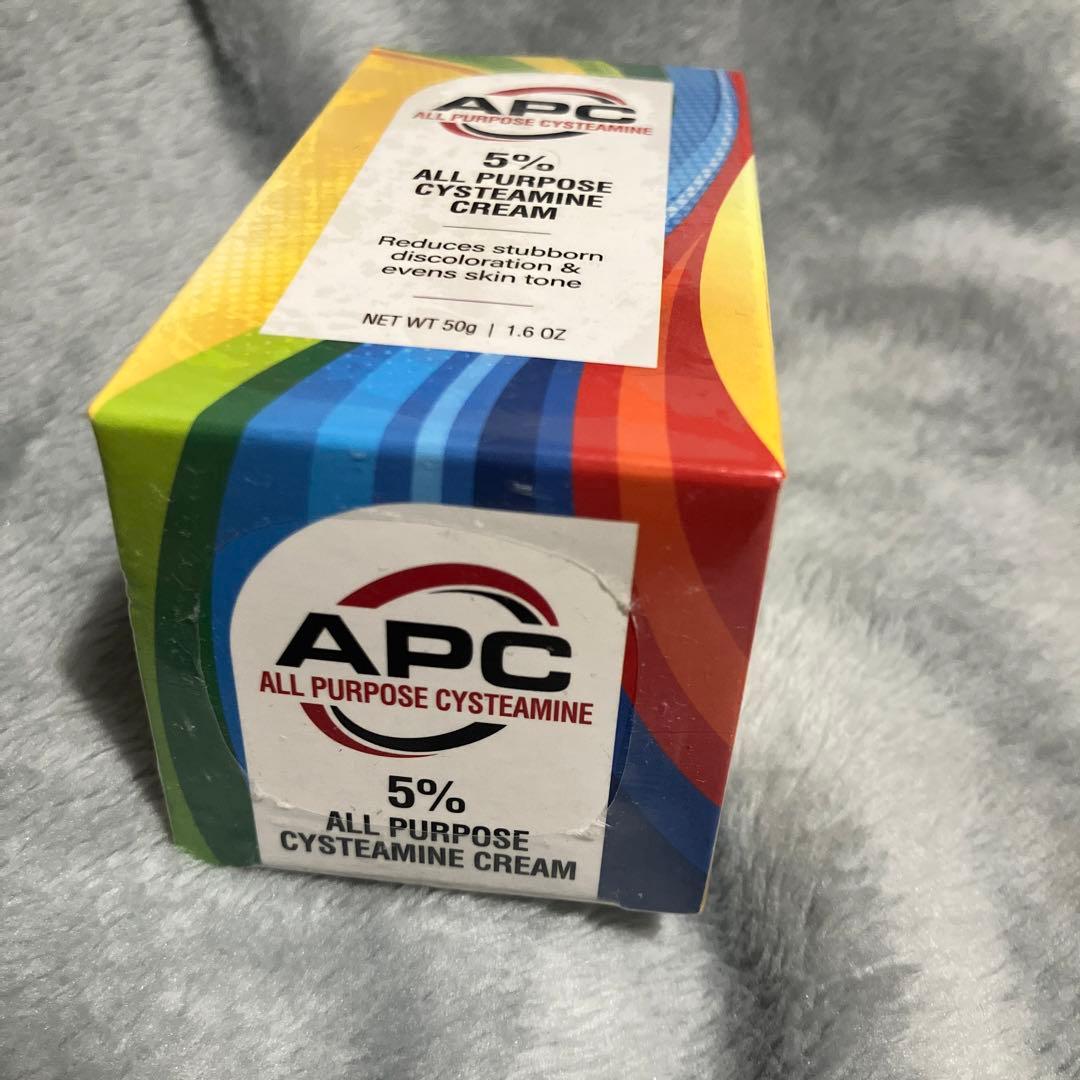 APC
ALL PURPOSE CYSTEAMINE
5%
ALL PURPOSE
CYSTEAMINE
CREAM
Reduces stubborn
discoloration &
evens skin tone
NET WT 50g | 1.6 OZ
APC
ALL PURPOSE CYSTEAMINE
5%
ALL PURPOSE
CYSTEAMINE CREAM